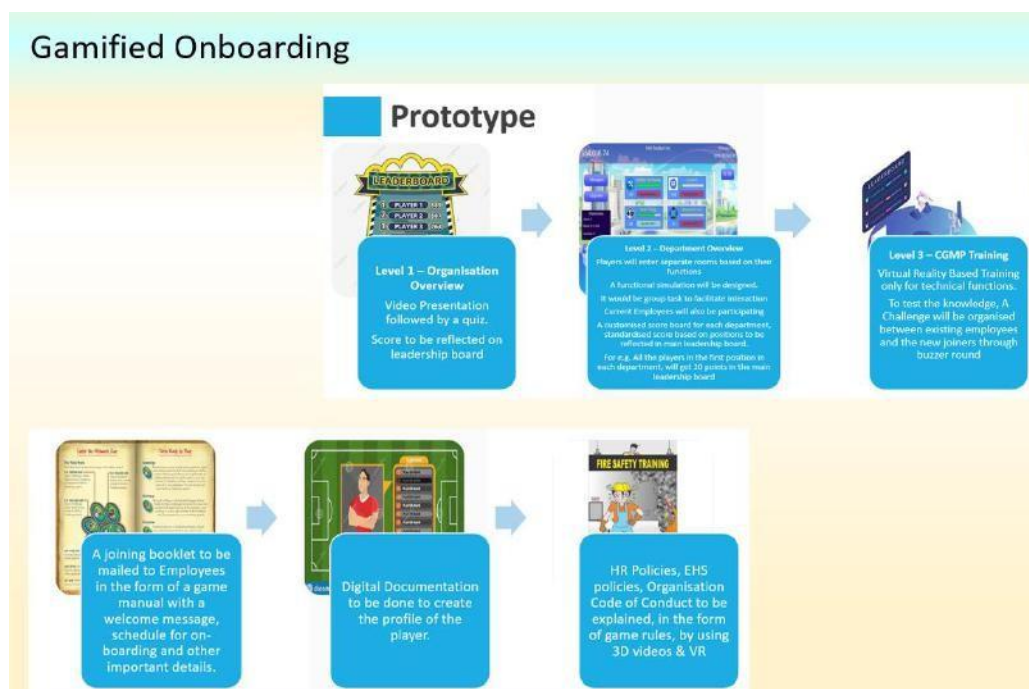 Gamified Onboarding
Prototype
LEADERBOARD
1 PLAYER 1
2 PLAYER 2
3 PLAYER 3
Level 1 – Organisation
Overview
Video Presentation
followed by a quiz.
Score to be reflected on
leadership board
Level 2 – Department Overview
Players will enter separate rooms based on their
functions
A functional simulation will be designed.
It would be group task to facilitate interaction
Current Employees will also be participating
A customised score board for each department,
standardised score based on positions to be
reflected in main leadership board.
For e.g. All the players in the first position in
each department, will get 20 points in the main
leadership board
LEADERBOARD
Level 3 – CGMP Training
Virtual Reality Based Training
only for technical functions.
To test the knowledge, A
Challenge will be organised
between existing employees
and the new joiners through
buzzer round
A joining booklet to be
mailed to Employees
in the form of a game
manual with a
welcome message,
schedule for on-
boarding and other
important details.
Digital Documentation
to be done to create
the profile of the
player.
FIRE SAFETY TRAINING
HR Policies, EHS
policies, Organisation
Code of Conduct to be
explained, in the form
of game rules, by using
3D videos & VR